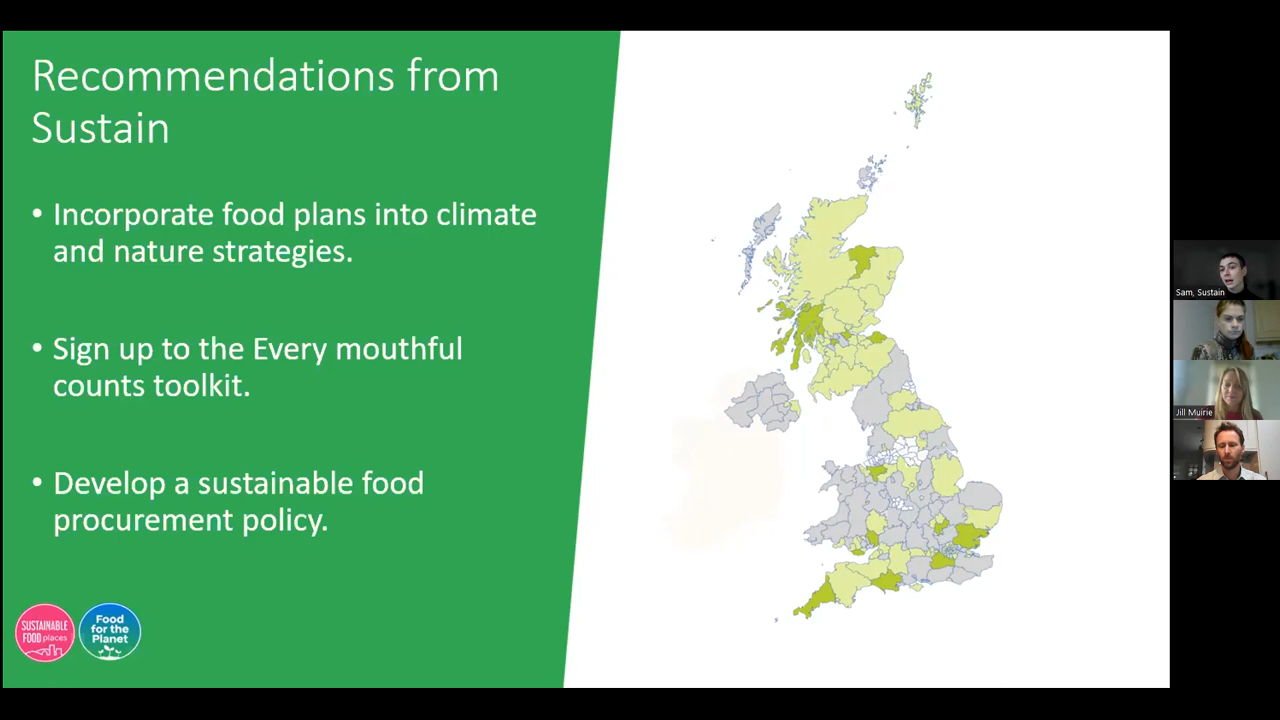 Recommendations from
Sustain
• Incorporate food plans into climate
and nature strategies.
• Sign up to the Every mouthful
counts toolkit.
• Develop a sustainable food
procurement policy.
SUSTAINABLE
FOOD places
Food
for the
Planet
Sam, Sustain
Jill Muirie